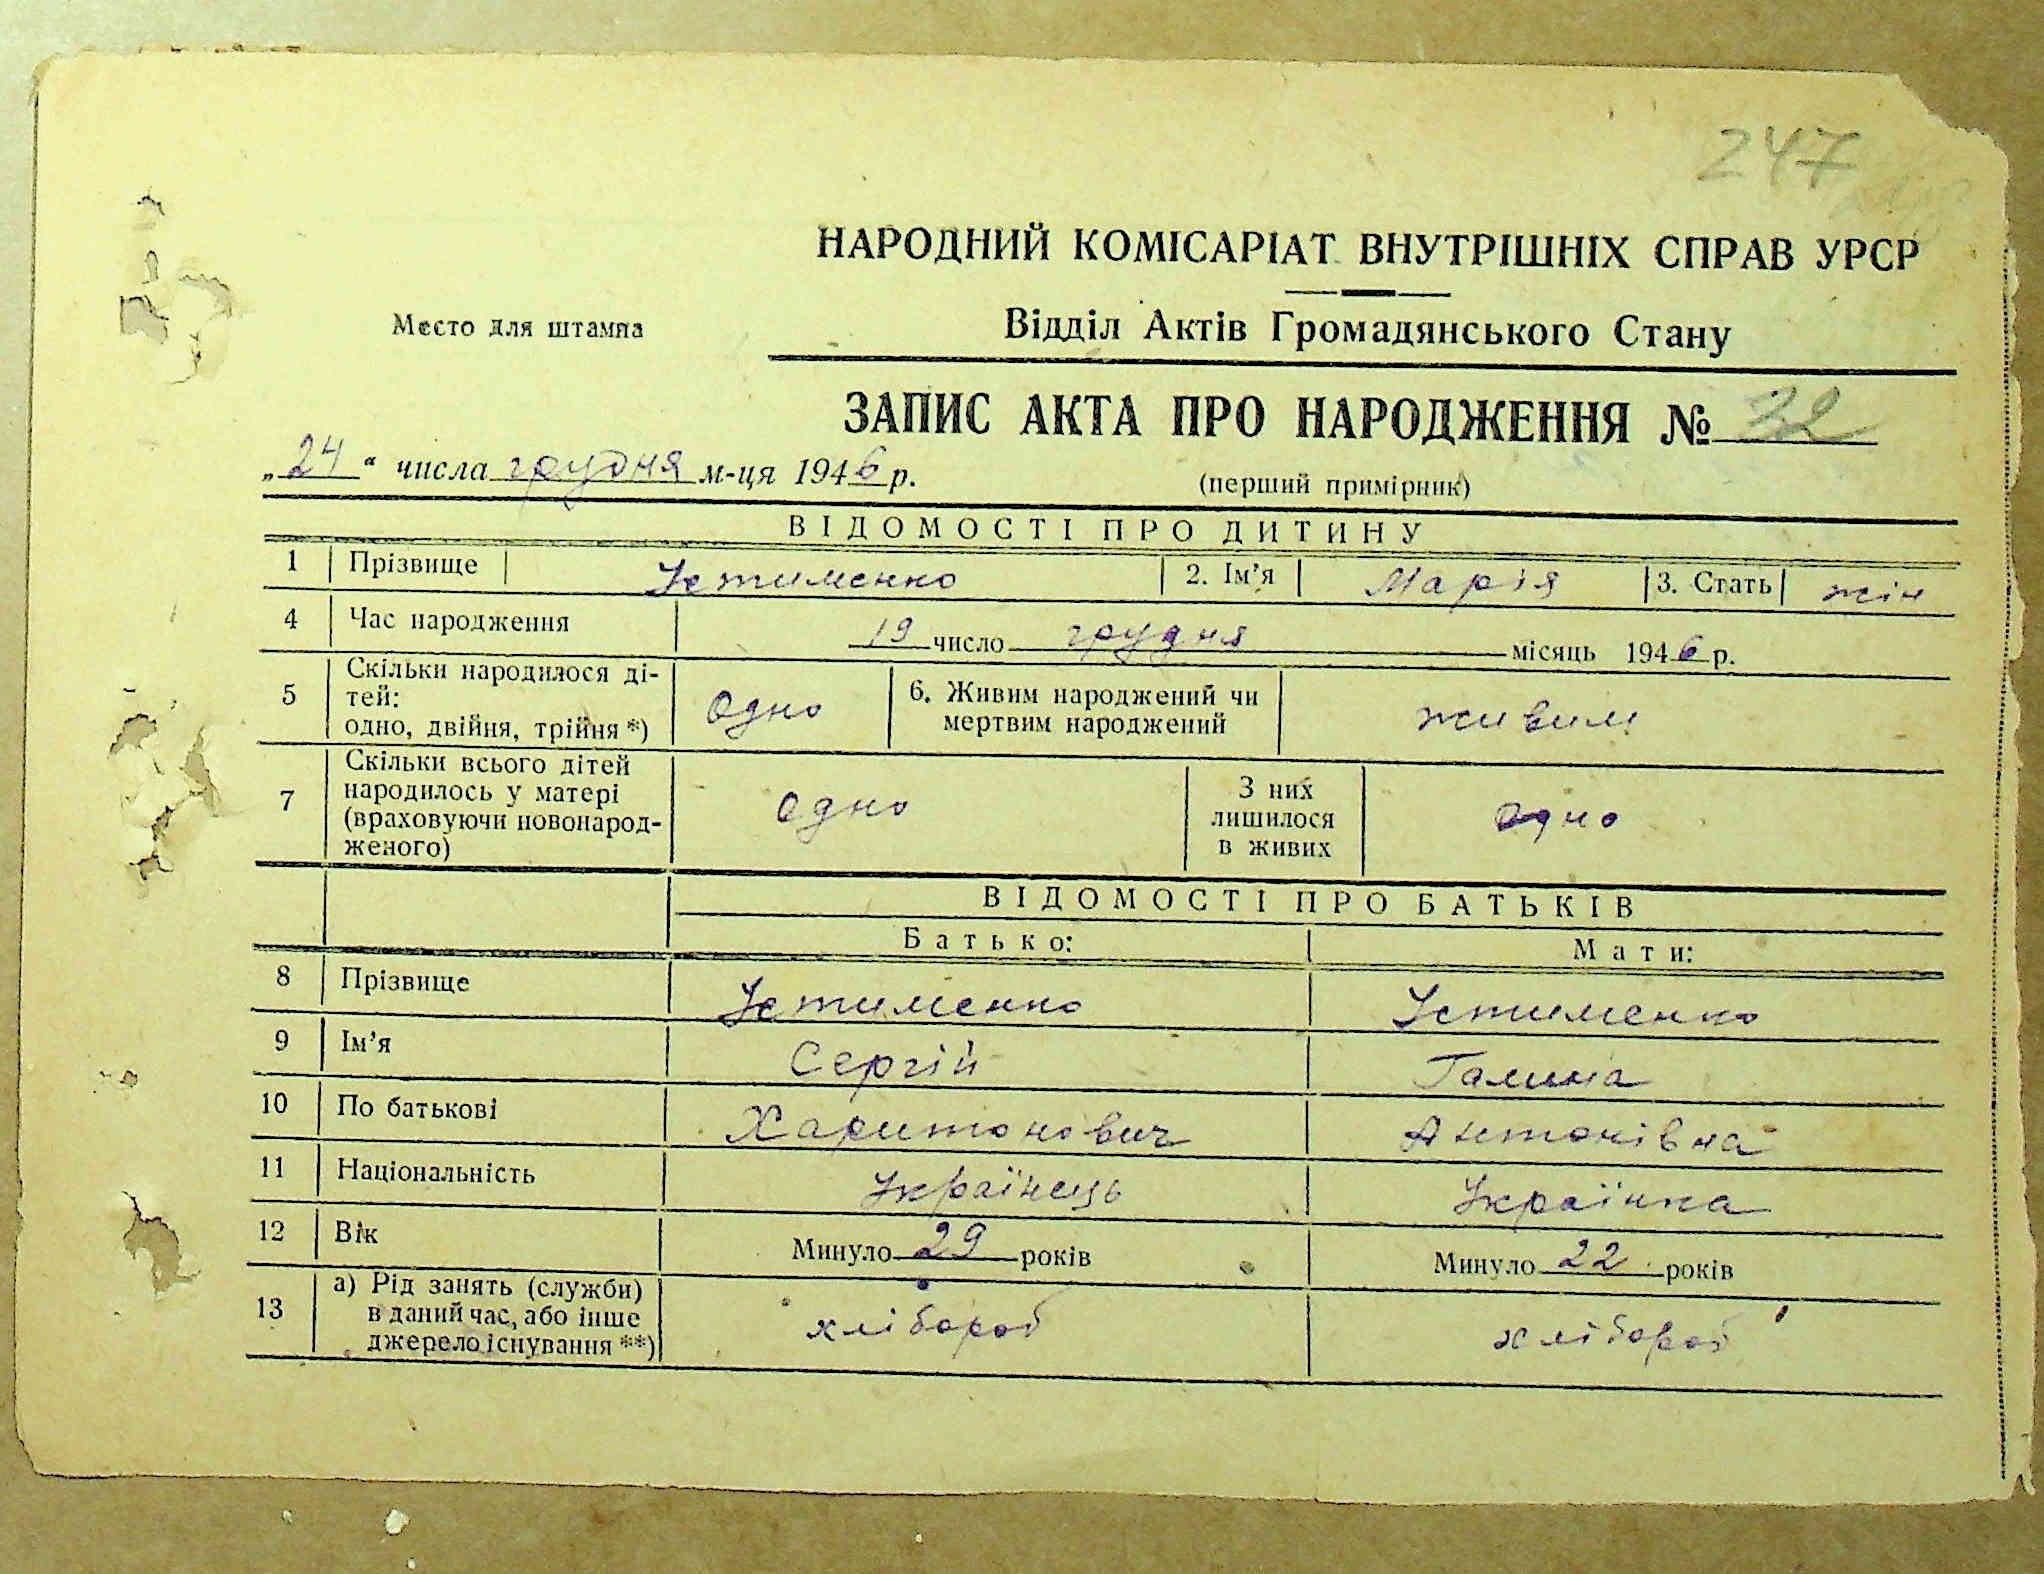 247
НАРОДНИЙ КОМІСАРІАТ ВНУТРІШНІХ СПРАВ УРСР
Место для штампа
Відділ Актів Громадянського Стану
ЗАПИС АКТА ПРО НАРОДЖЕННЯ № 32
„24“ числа грудня м-ця 1946 р.
(перший примірник)
ВІДОМОСТІ ПРО ДИТИНУ
1 Прізвище Устименко 2. Ім’я Марія 3. Стать жін
4 Час народження 19 число грудня місяць 1946 р.
5 Скільки народилося ді-
тей:
одно, двійня, трійня *) Одно
6. Живим народжений чи
мертвим народжений живим
7 Скільки всього дітей
народилось у матері
(враховуючи новонарод-
женого) одно
З них
лишилося
в живих одно
ВІДОМОСТІ ПРО БАТЬКІВ
Батько: Мати:
8 Прізвище Устименко Устименко
9 Ім’я Сергій Галина
10 По батькові Харитонович Антонівна
11 Національність Українець Українка
12 Вік Минуло 29 років Минуло 22 років
13 а) Рід занять (служби)
в даний час, або інше
джерело існування **) хлібороб хлібороб